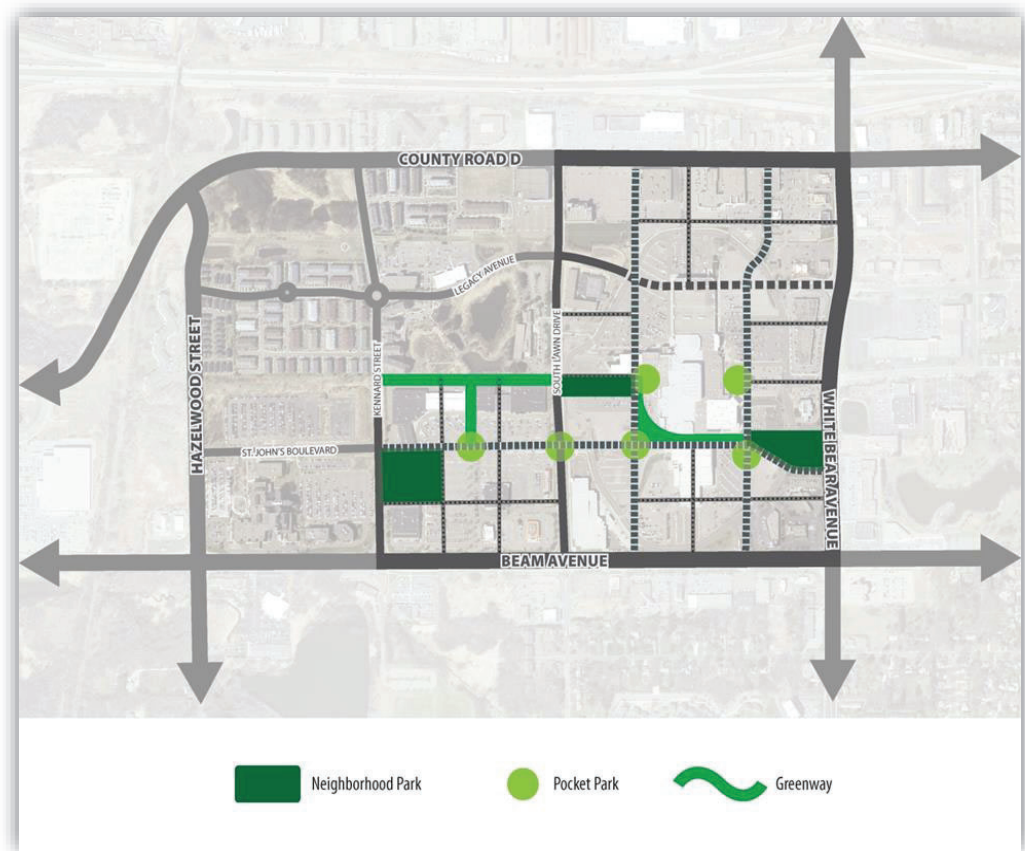 COUNTY ROAD D
LEGACY AVENUE
SOUTH LAWN DRIVE
KENNARD STREET
HAZELWOOD STREET
WHITE BEAR AVENUE
ST. JOHN'S BOULEVARD
BEAM AVENUE
Neighborhood Park
Pocket Park
Greenway